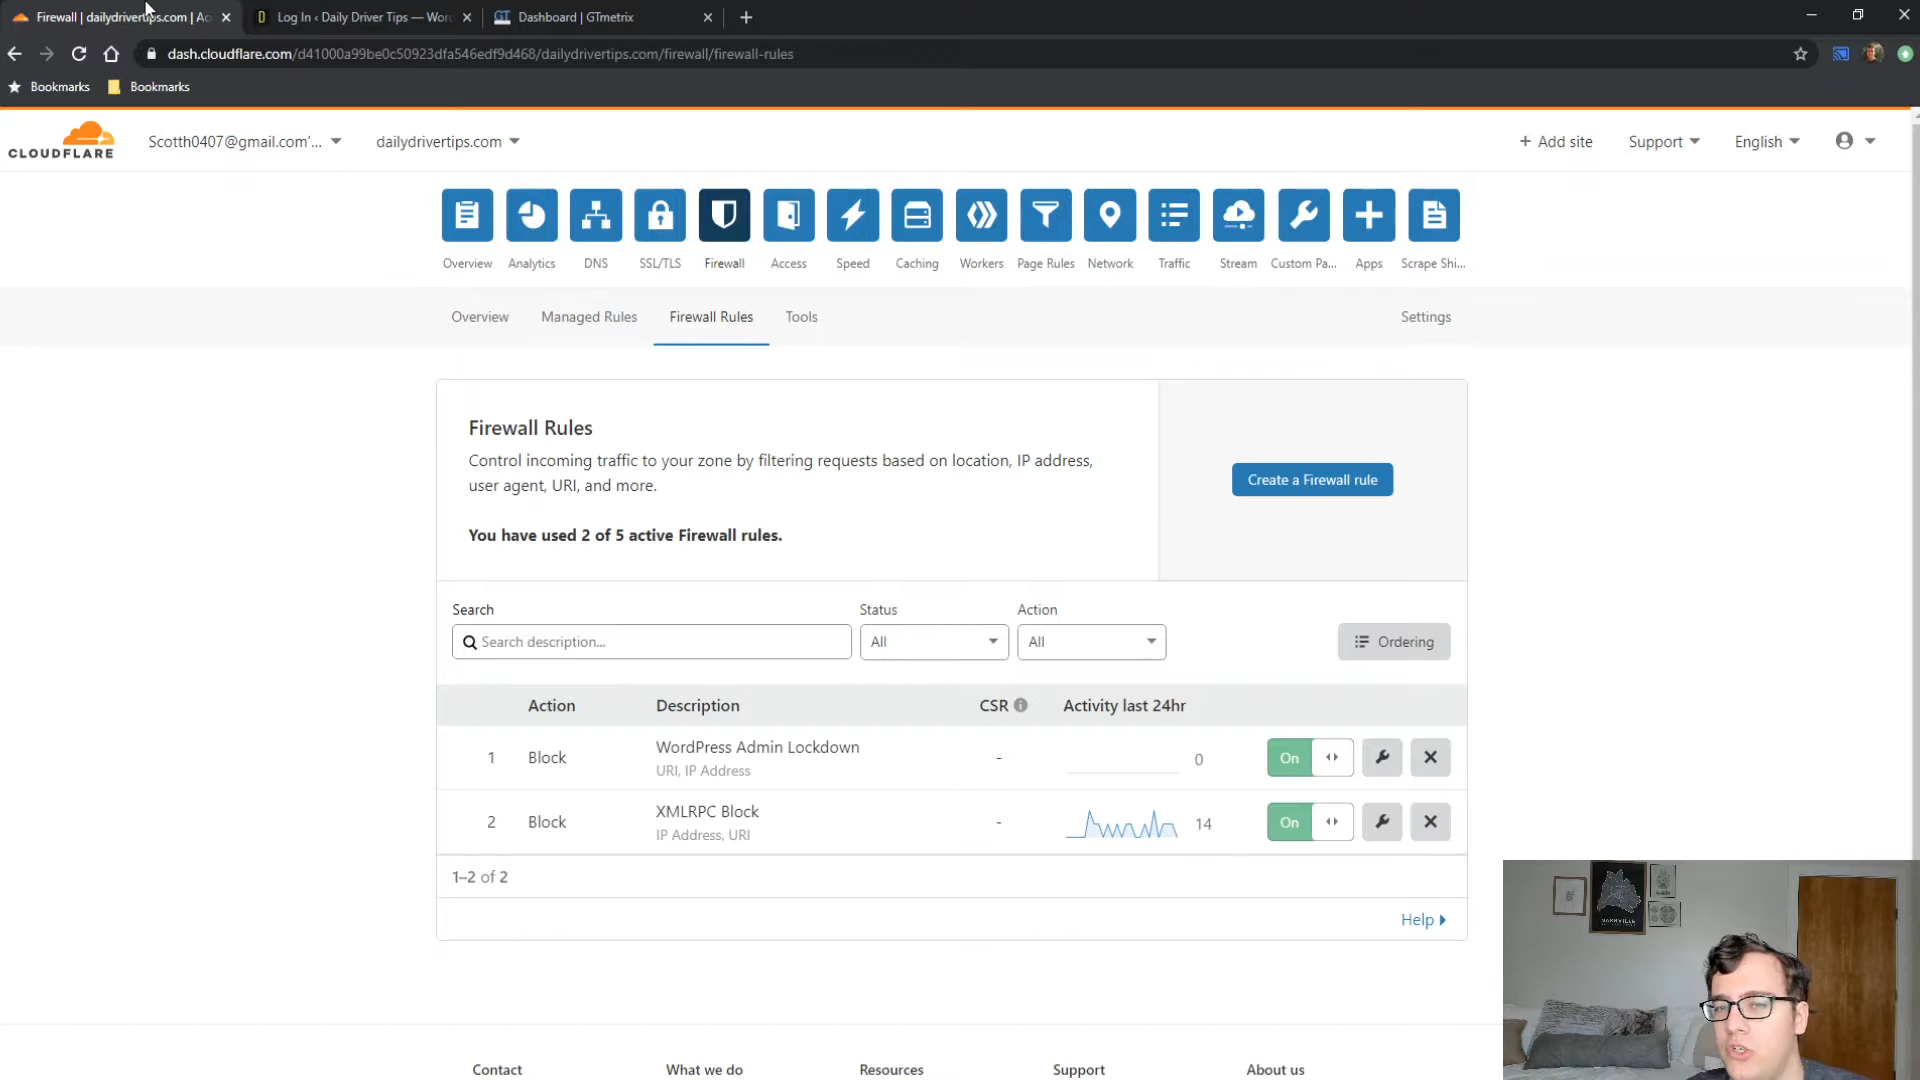 Firewall | dailydrivertips.com | Ac
Log In ‹ Daily Driver Tips — Wor
GT Dashboard | GTmetrix
dash.cloudflare.com/d41000a99be0c50923dfa546edf9d468/dailydrivertips.com/firewall/firewall-rules
Bookmarks Bookmarks
CLOUDFLARE
Scotth0407@gmail.com'...
dailydrivertips.com
+ Add site
Support
English
Overview
Analytics
DNS
SSL/TLS
Firewall
Access
Speed
Caching
Workers
Page Rules
Network
Traffic
Stream
Custom Pa...
Apps
Scrape Shi...
Overview
Managed Rules
Firewall Rules
Tools
Settings
Firewall Rules
Control incoming traffic to your zone by filtering requests based on location, IP address,
user agent, URI, and more.
You have used 2 of 5 active Firewall rules.
Create a Firewall rule
Search
Status
Action
Search description...
All
All
Ordering
Action Description CSR Activity last 24hr
1 Block WordPress Admin Lockdown - 0 On
URI, IP Address
2 Block XMLRPC Block - 14 On
IP Address, URI
1–2 of 2
Help
Contact
What we do
Resources
Support
About us
NASHVILLE